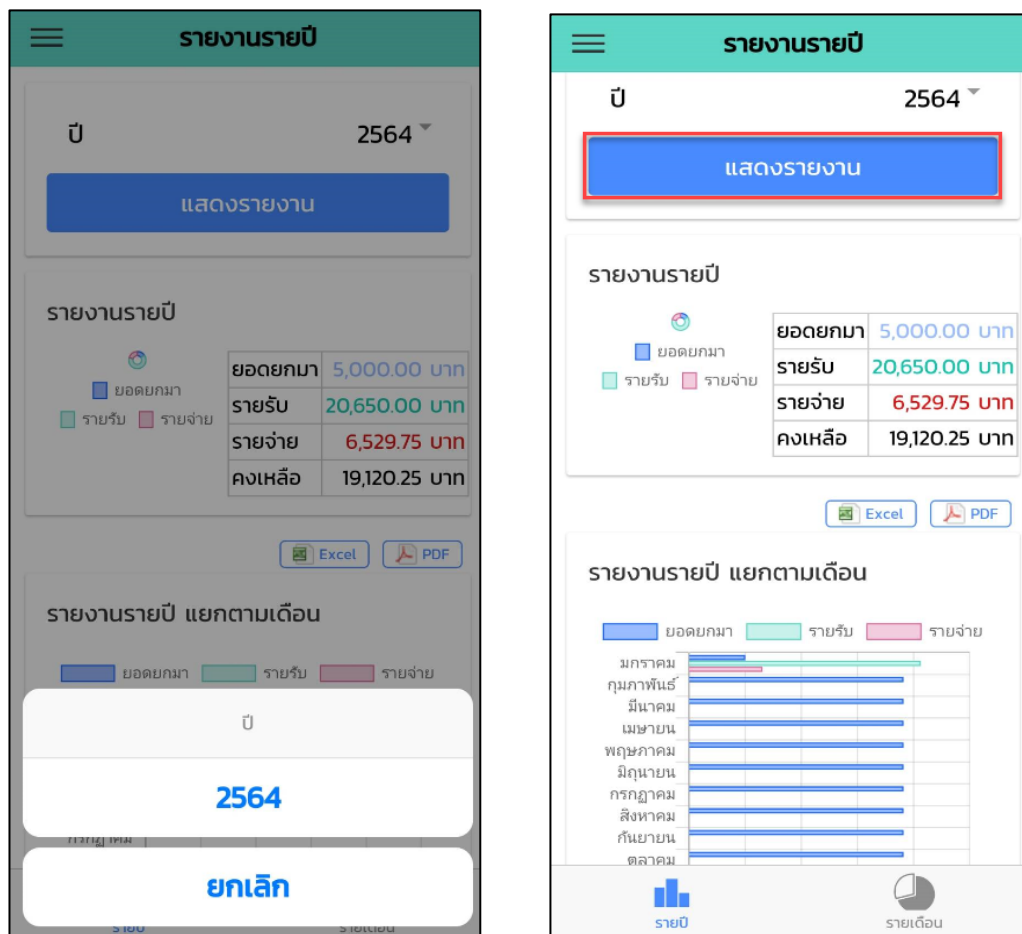 รายงานรายปี
ปี 2564
แสดงรายงาน
รายงานรายปี
ยอดยกมา
รายรับ รายจ่าย
ยอดยกมา 5,000.00 บาท
รายรับ 20,650.00 บาท
รายจ่าย 6,529.75 บาท
คงเหลือ 19,120.25 บาท
Excel PDF
รายงานรายปี แยกตามเดือน
ยอดยกมา รายรับ รายจ่าย
ปี
2564
กรกฎาคม
ยกเลิก
รายปี รายเดือน
รายงานรายปี
ปี 2564
แสดงรายงาน
รายงานรายปี
ยอดยกมา
รายรับ รายจ่าย
ยอดยกมา 5,000.00 บาท
รายรับ 20,650.00 บาท
รายจ่าย 6,529.75 บาท
คงเหลือ 19,120.25 บาท
Excel PDF
รายงานรายปี แยกตามเดือน
ยอดยกมา รายรับ รายจ่าย
มกราคม
กุมภาพันธ์
มีนาคม
เมษายน
พฤษภาคม
มิถุนายน
กรกฎาคม
สิงหาคม
กันยายน
ตุลาคม
รายปี รายเดือน